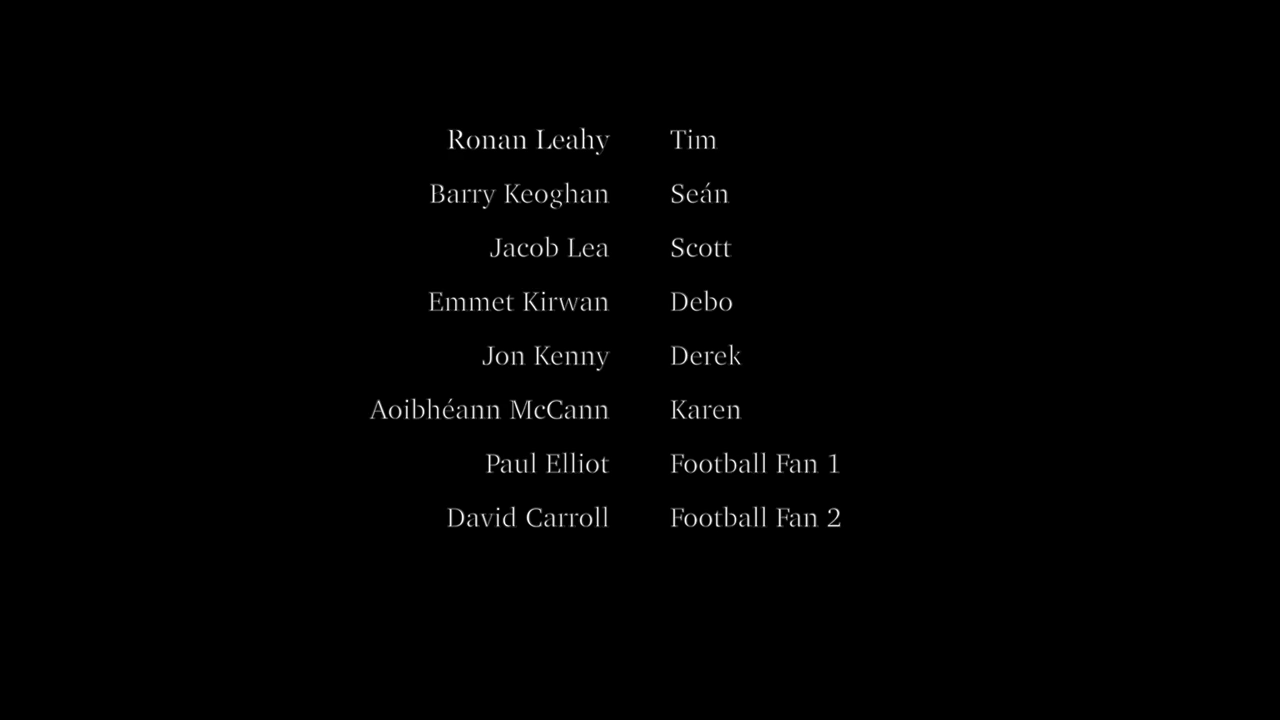 Ronan Leahy Tim
Barry Keoghan Seán
Jacob Lea Scott
Emmet Kirwan Debo
Jon Kenny Derek
Aoibhéann McCann Karen
Paul Elliot Football Fan 1
David Carroll Football Fan 2